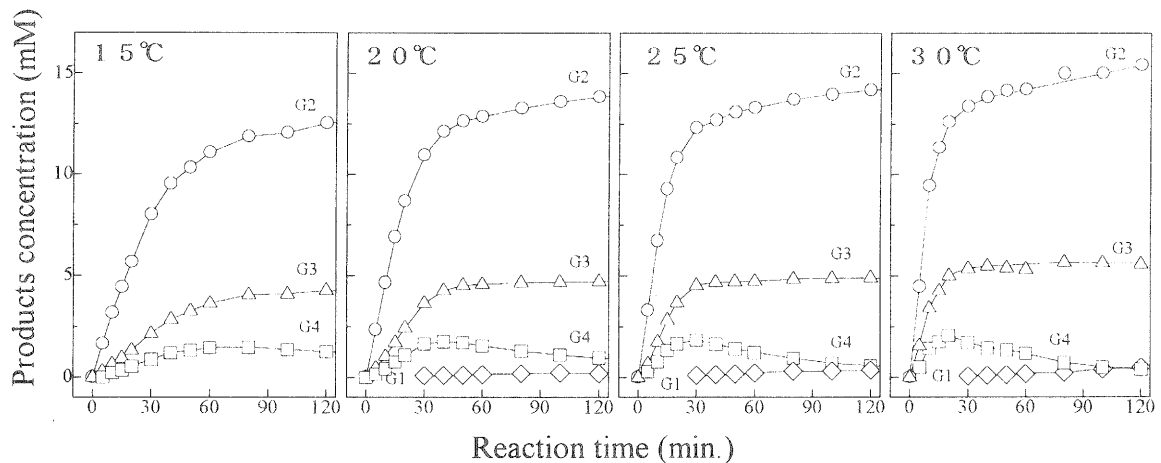 Products concentration (mM)
15℃
20℃
25℃
30℃
15
10
5
0
G2
G3
G4
G2
G3
G4
G1
G2
G3
G4
G1
G2
G3
G4
G1
0 30 60 90 120
0 30 60 90 120
0 30 60 90 120
0 30 60 90 120
Reaction time (min.)